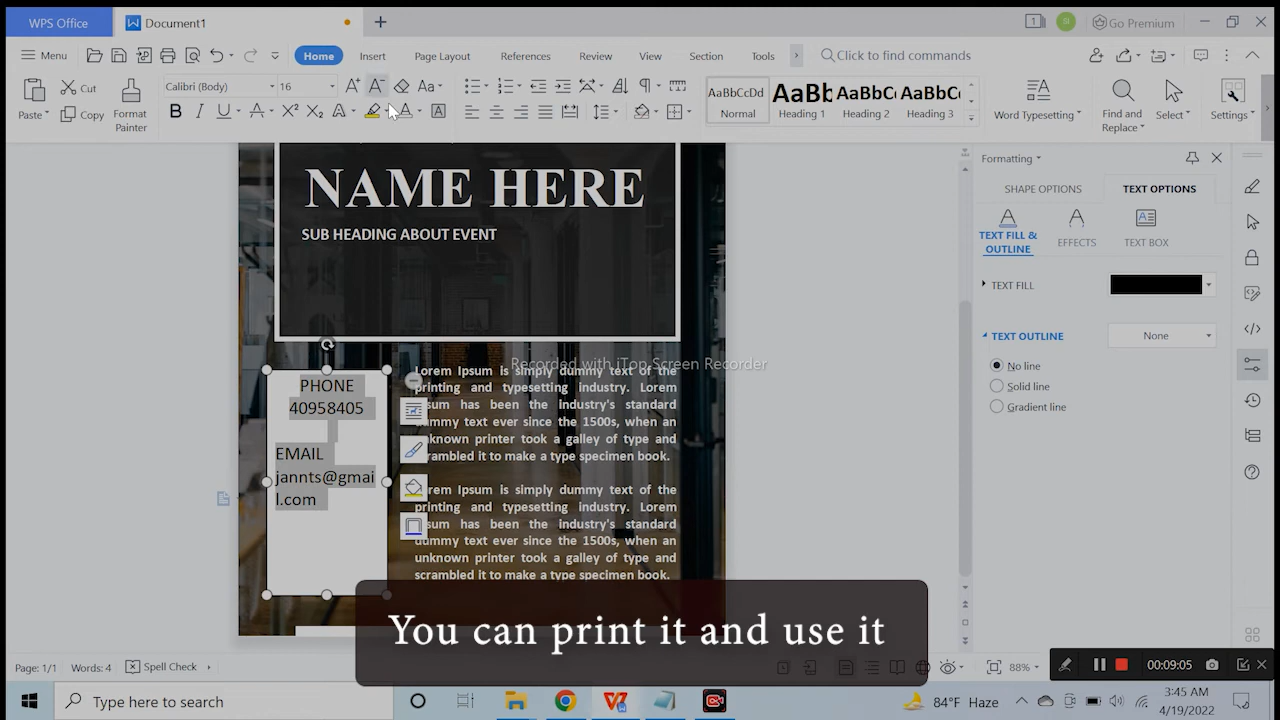 WPS Office
Document1
1
SI
Go Premium
Menu
Home
Insert
Page Layout
References
Review
View
Section
Tools
Click to find commands
Paste
Cut
Copy
Format Painter
Calibri (Body)
16
AaBbCcDd
Normal
AaBb
Heading 1
AaBbC
Heading 2
AaBbC
Heading 3
Word Typesetting
Find and Replace
Select
Settings
NAME HERE
SUB HEADING ABOUT EVENT
Recorded with iTop Screen Recorder
PHONE
40958405
EMAIL
jannts@gmai
l.com
Lorem Ipsum is simply dummy text of the
printing and typesetting industry. Lorem
Ipsum has been the industry's standard
dummy text ever since the 1500s, when an
unknown printer took a galley of type and
scrambled it to make a type specimen book.
Lorem Ipsum is simply dummy text of the
printing and typesetting industry. Lorem
Ipsum has been the industry's standard
dummy text ever since the 1500s, when an
unknown printer took a galley of type and
scrambled it to make a type specimen book.
Formatting
SHAPE OPTIONS
TEXT OPTIONS
TEXT FILL & OUTLINE
EFFECTS
TEXT BOX
TEXT FILL
TEXT OUTLINE
None
No line
Solid line
Gradient line
You can print it and use it
Page: 1/1
Words: 4
Spell Check
88%
00:09:05
Type here to search
84°F Haze
3:45 AM
4/19/2022